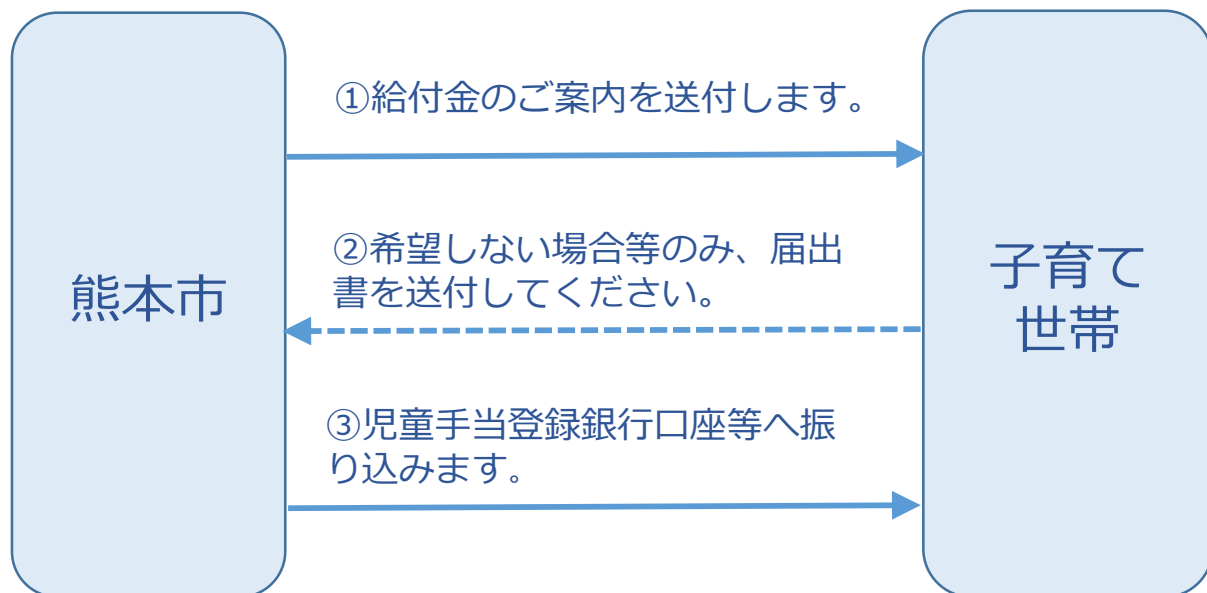 熊本市
①給付金のご案内を送付します。
②希望しない場合等のみ、届出
書を送付してください。
③児童手当登録銀行口座等へ振
り込みます。
子育て
世帯